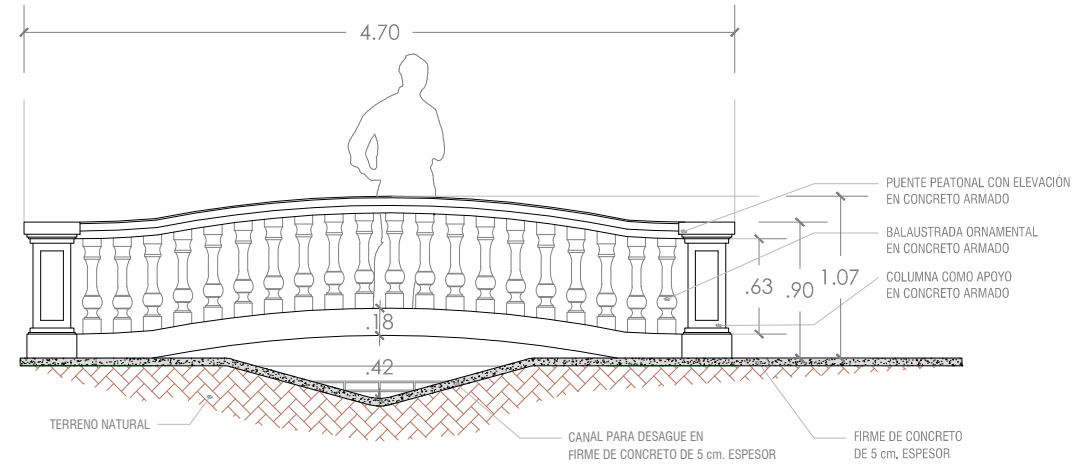 4.70
PUENTE PEATONAL CON ELEVACIÓN
EN CONCRETO ARMADO
BALAUSTRADA ORNAMENTAL
EN CONCRETO ARMADO
COLUMNA COMO APOYO
EN CONCRETO ARMADO
.63
.90
1.07
.18
.42
TERRENO NATURAL
CANAL PARA DESAGUE EN
FIRME DE CONCRETO DE 5 cm. ESPESOR
FIRME DE CONCRETO
DE 5 cm. ESPESOR